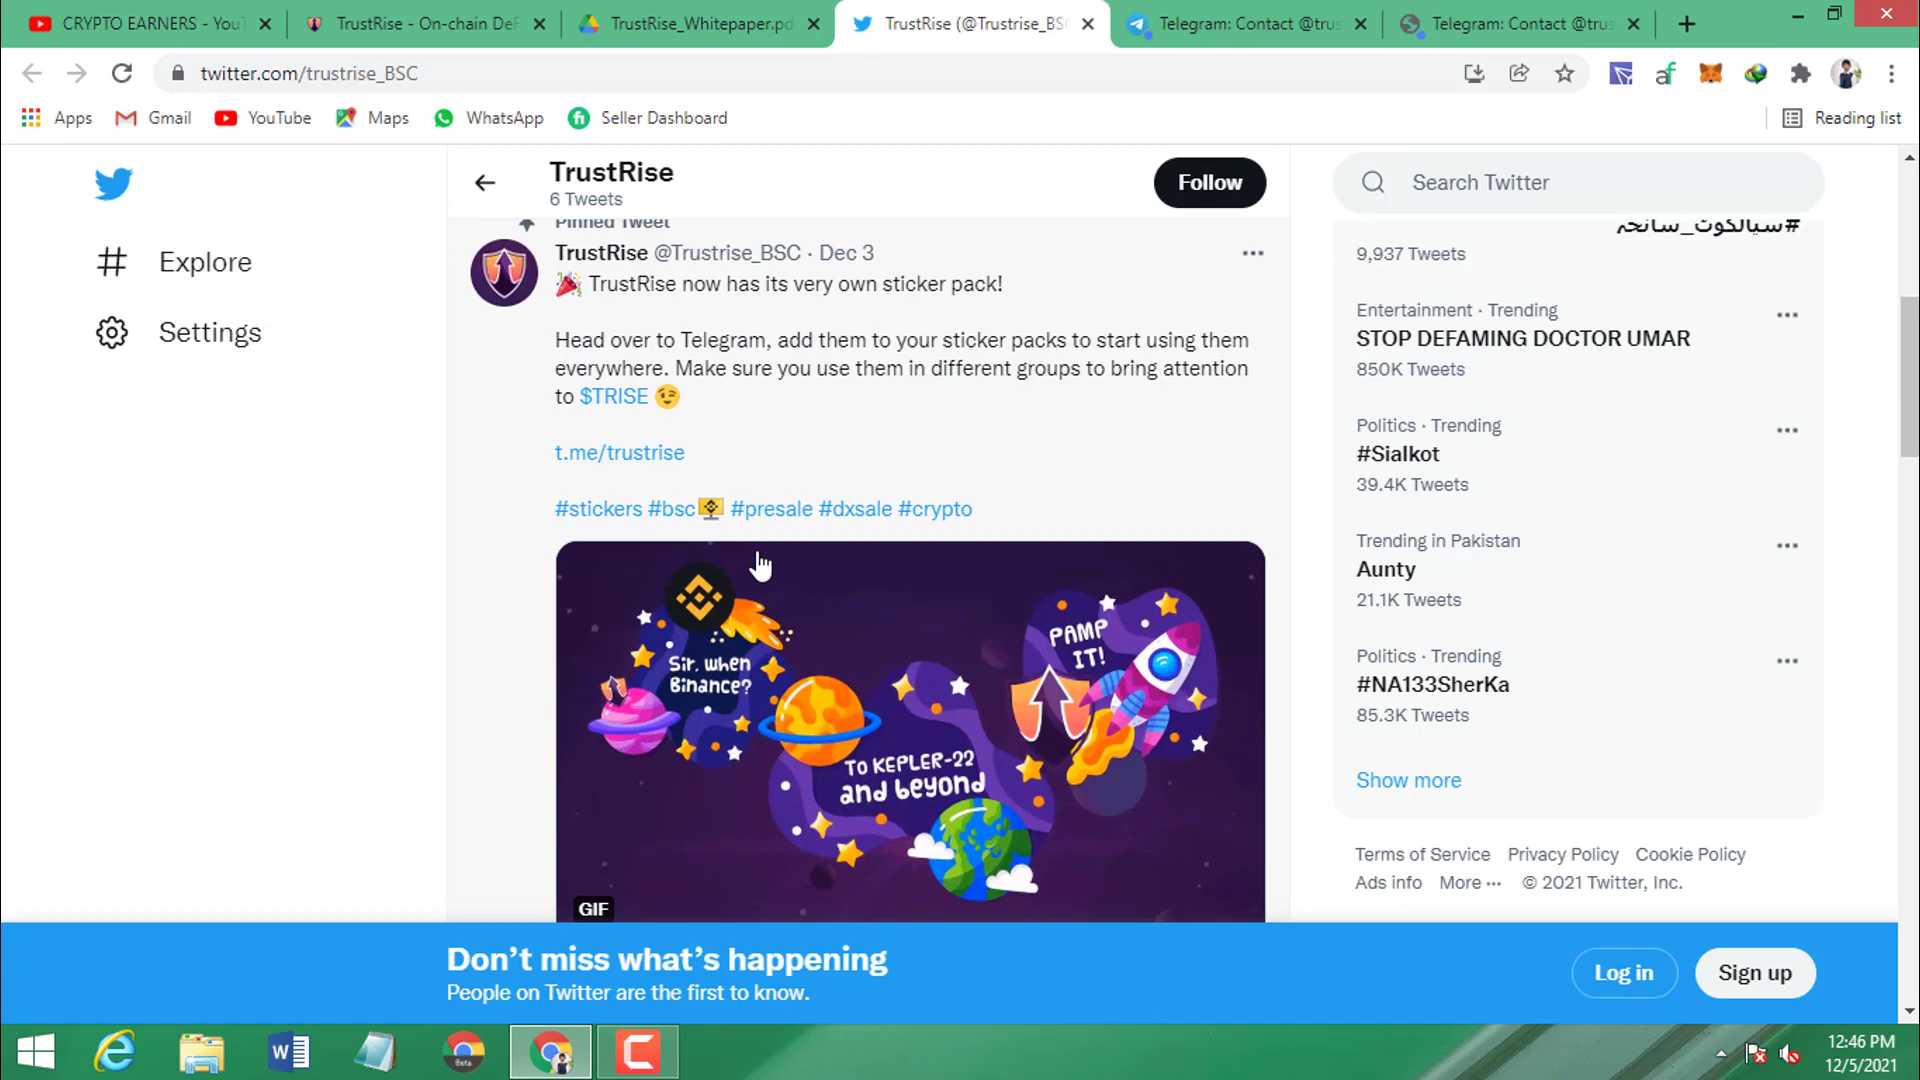 CRYPTO EARNERS - YouT
TrustRise - On-chain DeF
TrustRise_Whitepaper.pd
TrustRise (@Trustrise_BSC
Telegram: Contact @trus
Telegram: Contact @trus
twitter.com/trustrise_BSC
af
Apps
Gmail
YouTube
Maps
WhatsApp
fi
Seller Dashboard
Reading list
Explore
Settings
TrustRise
6 Tweets
Follow
Pinned Tweet
TrustRise @Trustrise_BSC · Dec 3
🎉 TrustRise now has its very own sticker pack!
Head over to Telegram, add them to your sticker packs to start using them
everywhere. Make sure you use them in different groups to bring attention
to $TRISE 😉
t.me/trustrise
#stickers #bsc #presale #dxsale #crypto
Sir, when
Binance?
PAMP
IT!
TO KEPLER-22
and beyond
GIF
Search Twitter
#سیالکوٹ_سانحہ
9,937 Tweets
Entertainment · Trending
STOP DEFAMING DOCTOR UMAR
850K Tweets
Politics · Trending
#Sialkot
39.4K Tweets
Trending in Pakistan
Aunty
21.1K Tweets
Politics · Trending
#NA133SherKa
85.3K Tweets
Show more
Terms of Service Privacy Policy Cookie Policy
Ads info More ··· © 2021 Twitter, Inc.
Don't miss what's happening
People on Twitter are the first to know.
Log in
Sign up
Beta
12:46 PM
12/5/2021